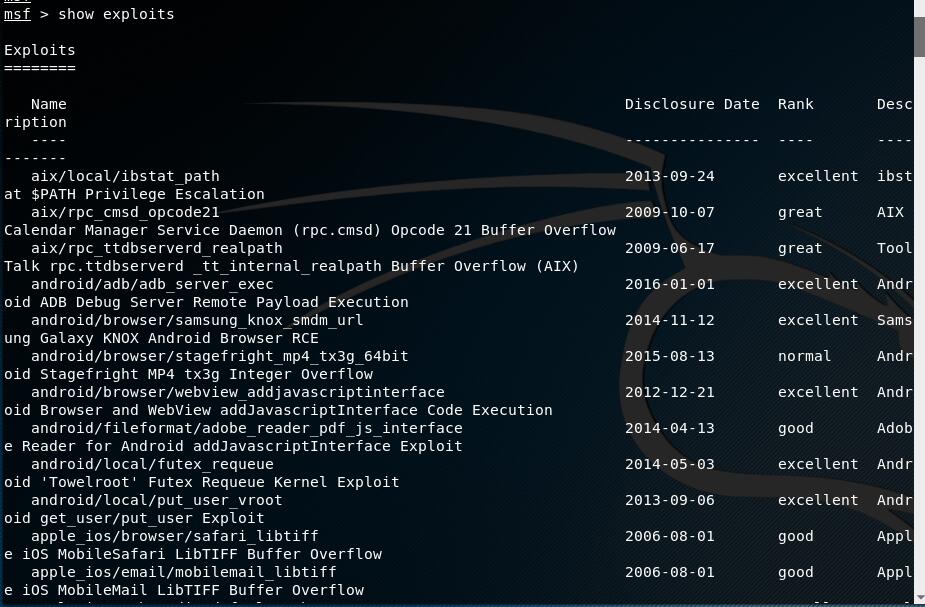 msf > show exploits
Exploits
========
Name Disclosure Date Rank Desc
ription
---- --------------- ---- ----
-------
aix/local/ibstat_path 2013-09-24 excellent ibst
at $PATH Privilege Escalation
aix/rpc_cmsd_opcode21 2009-10-07 great AIX
Calendar Manager Service Daemon (rpc.cmsd) Opcode 21 Buffer Overflow
aix/rpc_ttdbserverd_realpath 2009-06-17 great Tool
Talk rpc.ttdbserverd _tt_internal_realpath Buffer Overflow (AIX)
android/adb/adb_server_exec 2016-01-01 excellent Andr
oid ADB Debug Server Remote Payload Execution
android/browser/samsung_knox_smdm_url 2014-11-12 excellent Sams
ung Galaxy KNOX Android Browser RCE
android/browser/stagefright_mp4_tx3g_64bit 2015-08-13 normal Andr
oid Stagefright MP4 tx3g Integer Overflow
android/browser/webview_addjavascriptinterface 2012-12-21 excellent Andr
oid Browser and WebView addJavascriptInterface Code Execution
android/fileformat/adobe_reader_pdf_js_interface 2014-04-13 good Adob
e Reader for Android addJavascriptInterface Exploit
android/local/futex_requeue 2014-05-03 excellent Andr
oid 'Towelroot' Futex Requeue Kernel Exploit
android/local/put_user_vroot 2013-09-06 excellent Andr
oid get_user/put_user Exploit
apple_ios/browser/safari_libtiff 2006-08-01 good Appl
e iOS MobileSafari LibTIFF Buffer Overflow
apple_ios/email/mobilemail_libtiff 2006-08-01 good Appl
e iOS MobileMail LibTIFF Buffer Overflow